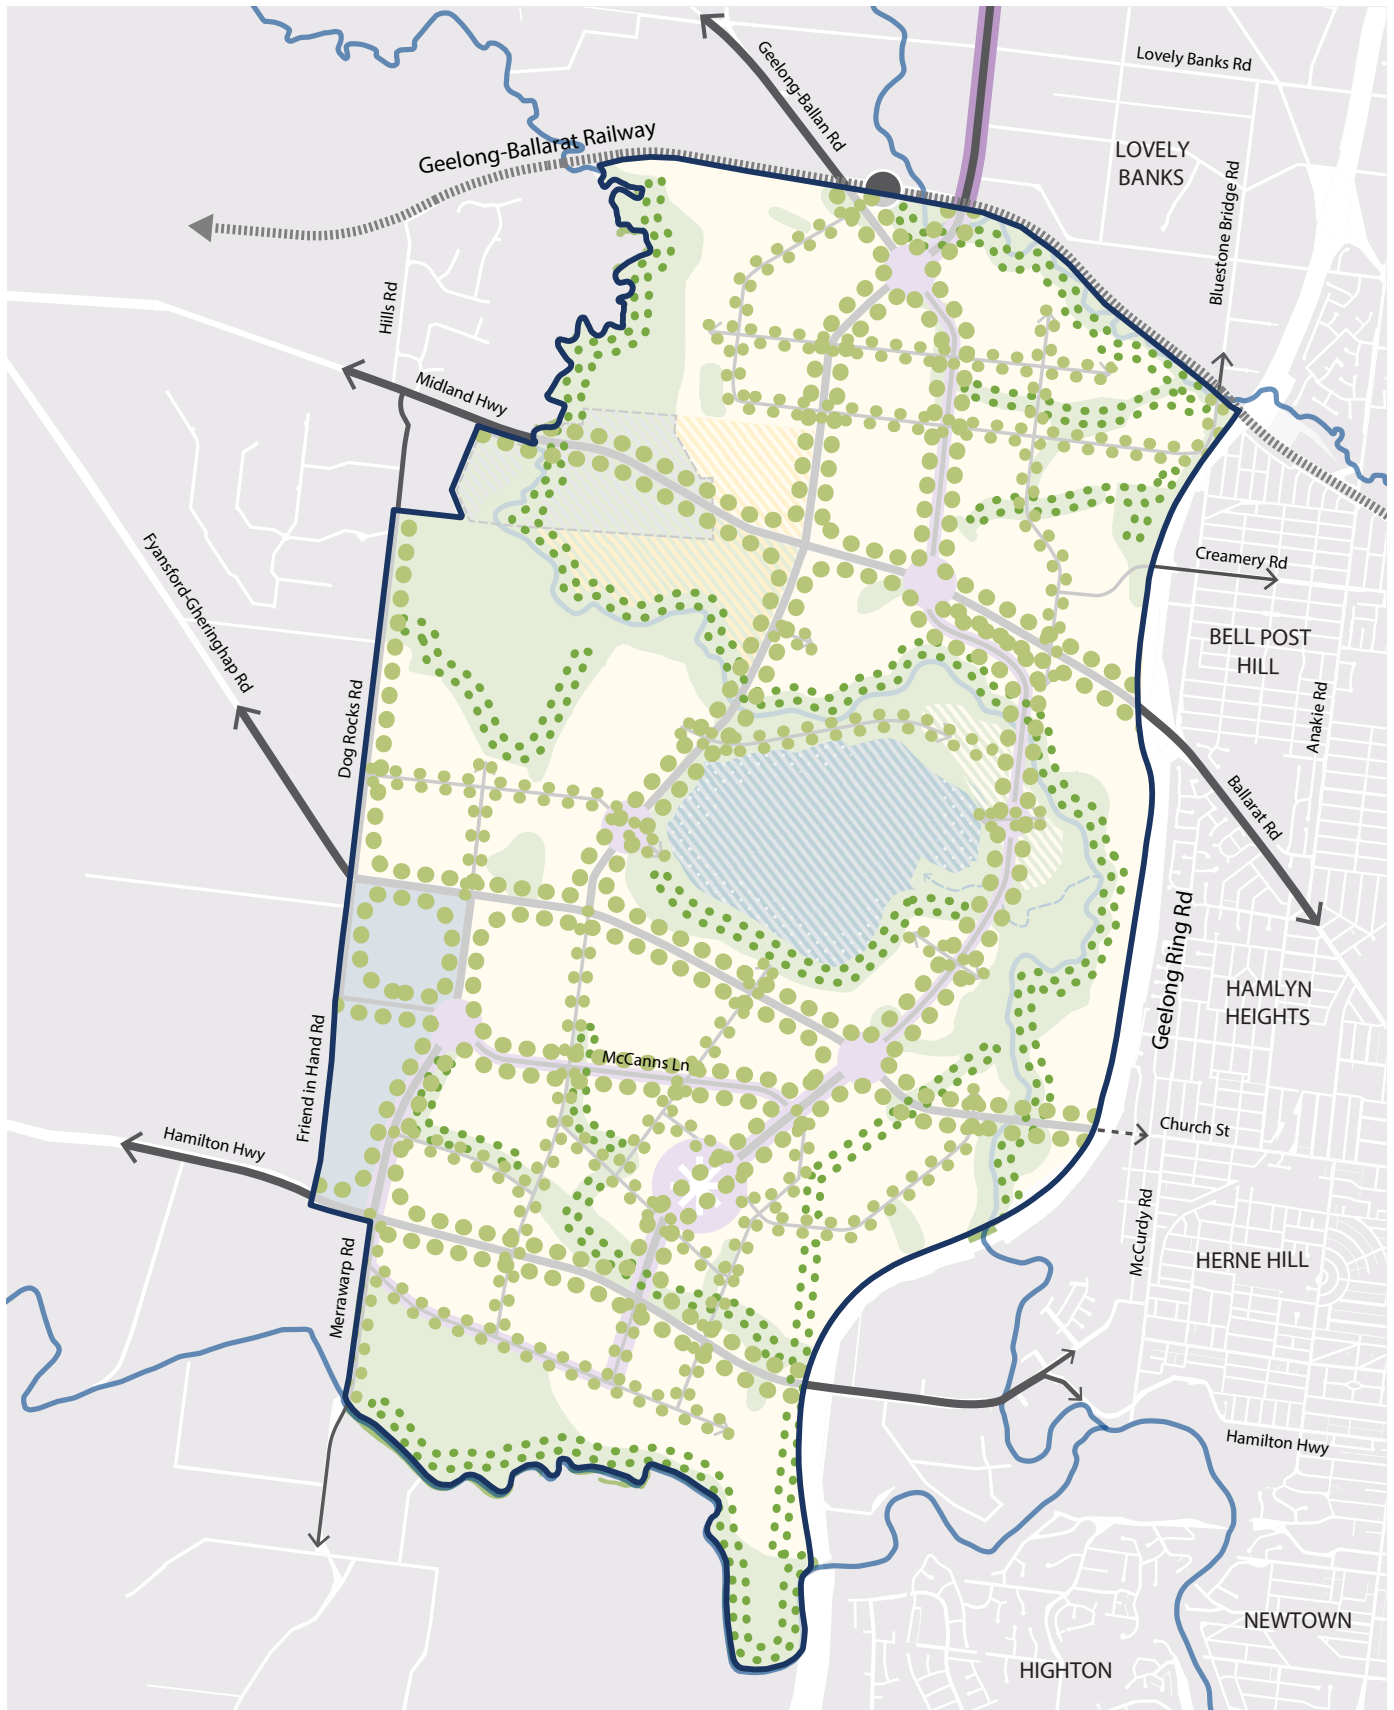 Lovely Banks Rd
Geelong-Ballan Rd
Geelong-Ballarat Railway
LOVELY
BANKS
Bluestone Bridge Rd
Hills Rd
Midland Hwy
Fyansford-Gheringhap Rd
Creamery Rd
BELL POST
HILL
Anakie Rd
Dog Rocks Rd
Ballarat Rd
Geelong Ring Rd
HAMLYN
HEIGHTS
Friend in Hand Rd
McCanns Ln
Church St
Hamilton Hwy
McCurdy Rd
HERNE HILL
Merrawarp Rd
Hamilton Hwy
NEWTOWN
HIGHTON